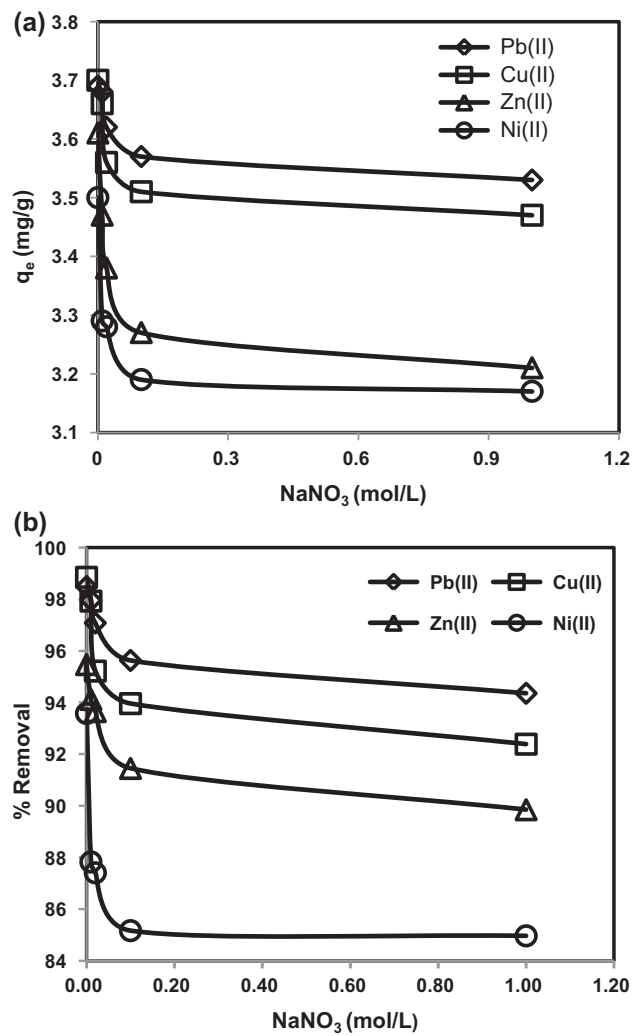 (a)
3.8
3.7
3.6
3.5
3.4
3.3
3.2
3.1
qₑ (mg/g)
Pb(II)
Cu(II)
Zn(II)
Ni(II)
0 0.3 0.6 0.9 1.2
NaNO₃ (mol/L)
(b)
100
98
96
94
92
90
88
86
84
% Removal
Pb(II) Cu(II)
Zn(II) Ni(II)
0.00 0.20 0.40 0.60 0.80 1.00 1.20
NaNO₃ (mol/L)